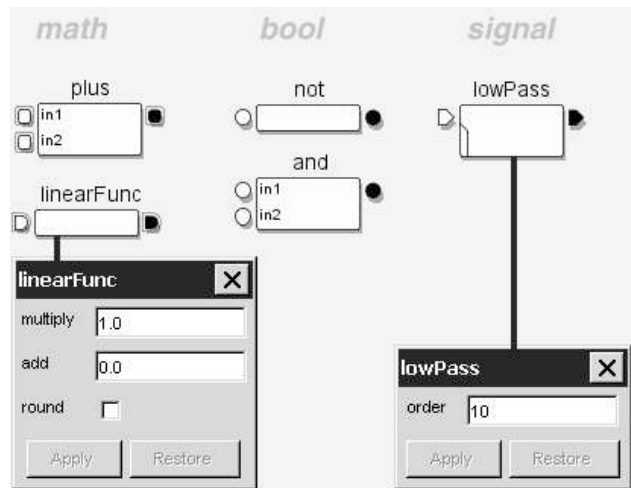 math bool signal
plus not lowPass
in1
in2
and
linearFunc in1
in2
linearFunc
multiply 1.0
add 0.0
round
Apply Restore
lowPass
order 10
Apply Restore